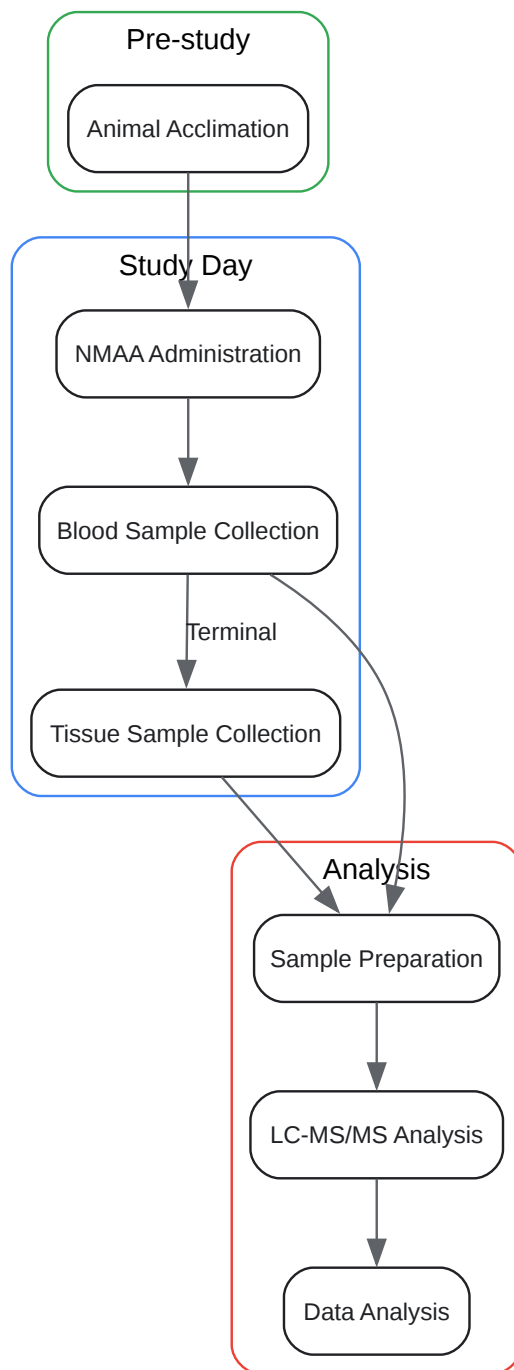 Pre-study
Animal Acclimation
Study Day
NMAA Administration
Blood Sample Collection
Terminal
Tissue Sample Collection
Analysis
Sample Preparation
LC-MS/MS Analysis
Data Analysis